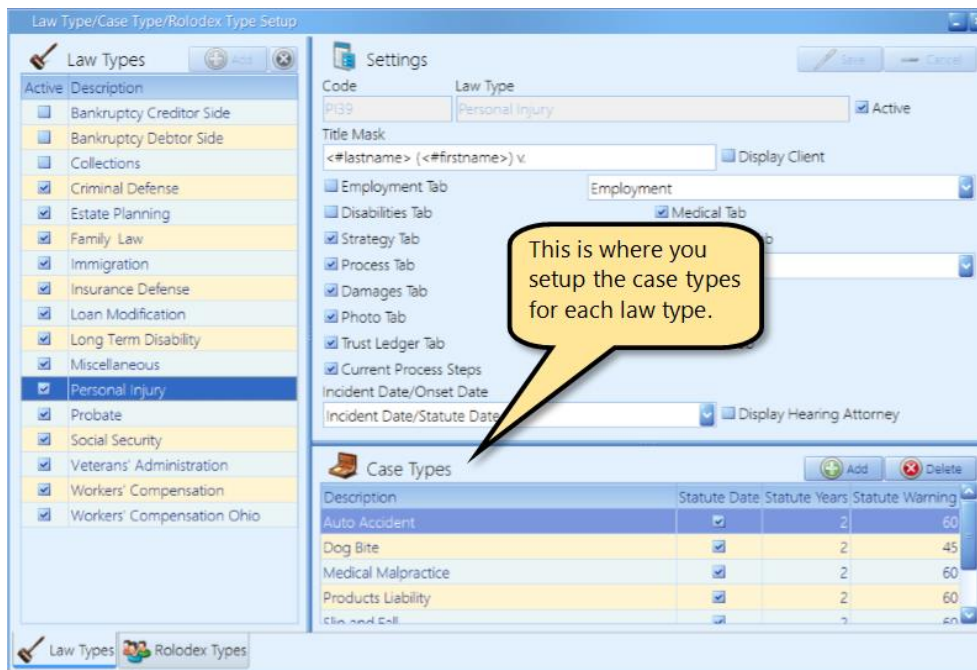 Law Type/Case Type/Rolodex Type Setup
Law Types
Add
Active Description
Bankruptcy Creditor Side
Bankruptcy Debtor Side
Collections
Criminal Defense
Estate Planning
Family Law
Immigration
Insurance Defense
Loan Modification
Long Term Disability
Miscellaneous
Personal Injury
Probate
Social Security
Veterans' Administration
Workers' Compensation
Workers' Compensation Ohio
Settings
Save Cancel
Code Law Type
PI39 Personal Injury Active
Title Mask
<#lastname> (<#firstname>) v. Display Client
Employment Tab Employment
Disabilities Tab Medical Tab
Strategy Tab
Process Tab
Damages Tab
Photo Tab
Trust Ledger Tab
Current Process Steps
Incident Date/Onset Date
Incident Date/Statute Date Display Hearing Attorney
This is where you
setup the case types
for each law type.
Case Types Add Delete
Description Statute Date Statute Years Statute Warning
Auto Accident 2 60
Dog Bite 2 45
Medical Malpractice 2 60
Products Liability 2 60
Slip and Fall 2 60
Law Types Rolodex Types